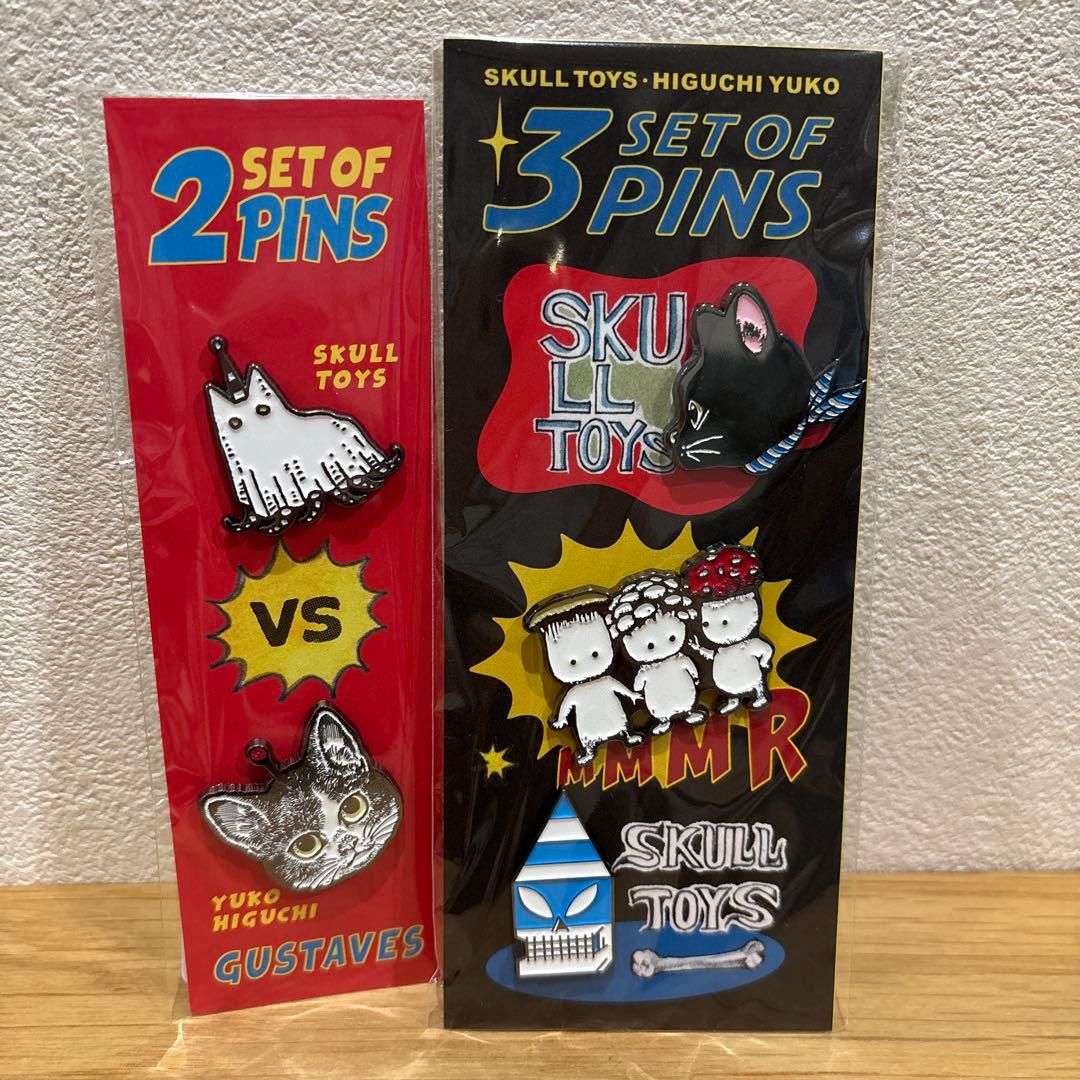 2 SET OF
PINS
SKULL
TOYS
VS
YUKO
HIGUCHI
GUSTAVES
SKULL TOYS・HIGUCHI YUKO
3 SET OF
PINS
SKU
LL
TOYS
MMMR
SKULL
TOYS